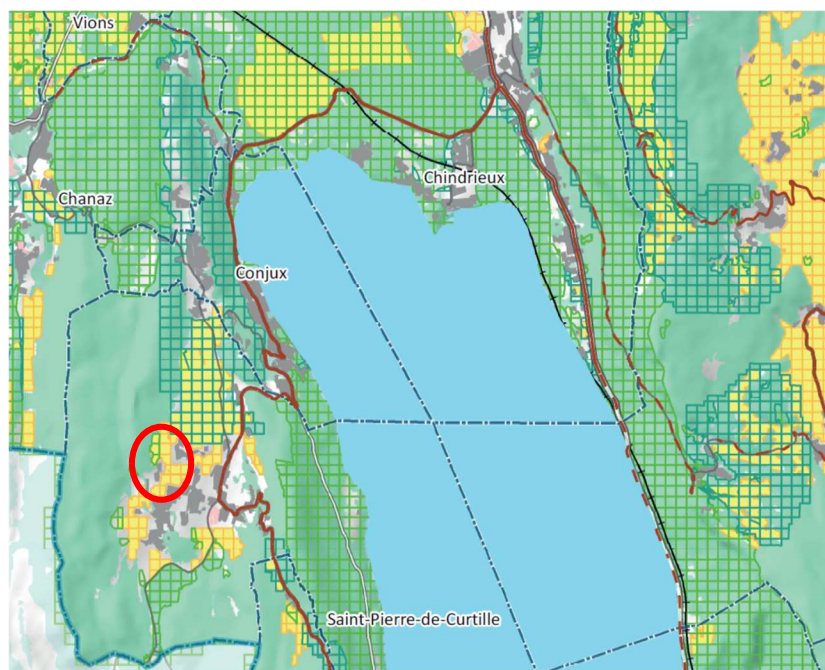 Vions
Chindrieux
Chanaz
Conjux
Saint-Pierre-de-Curtille